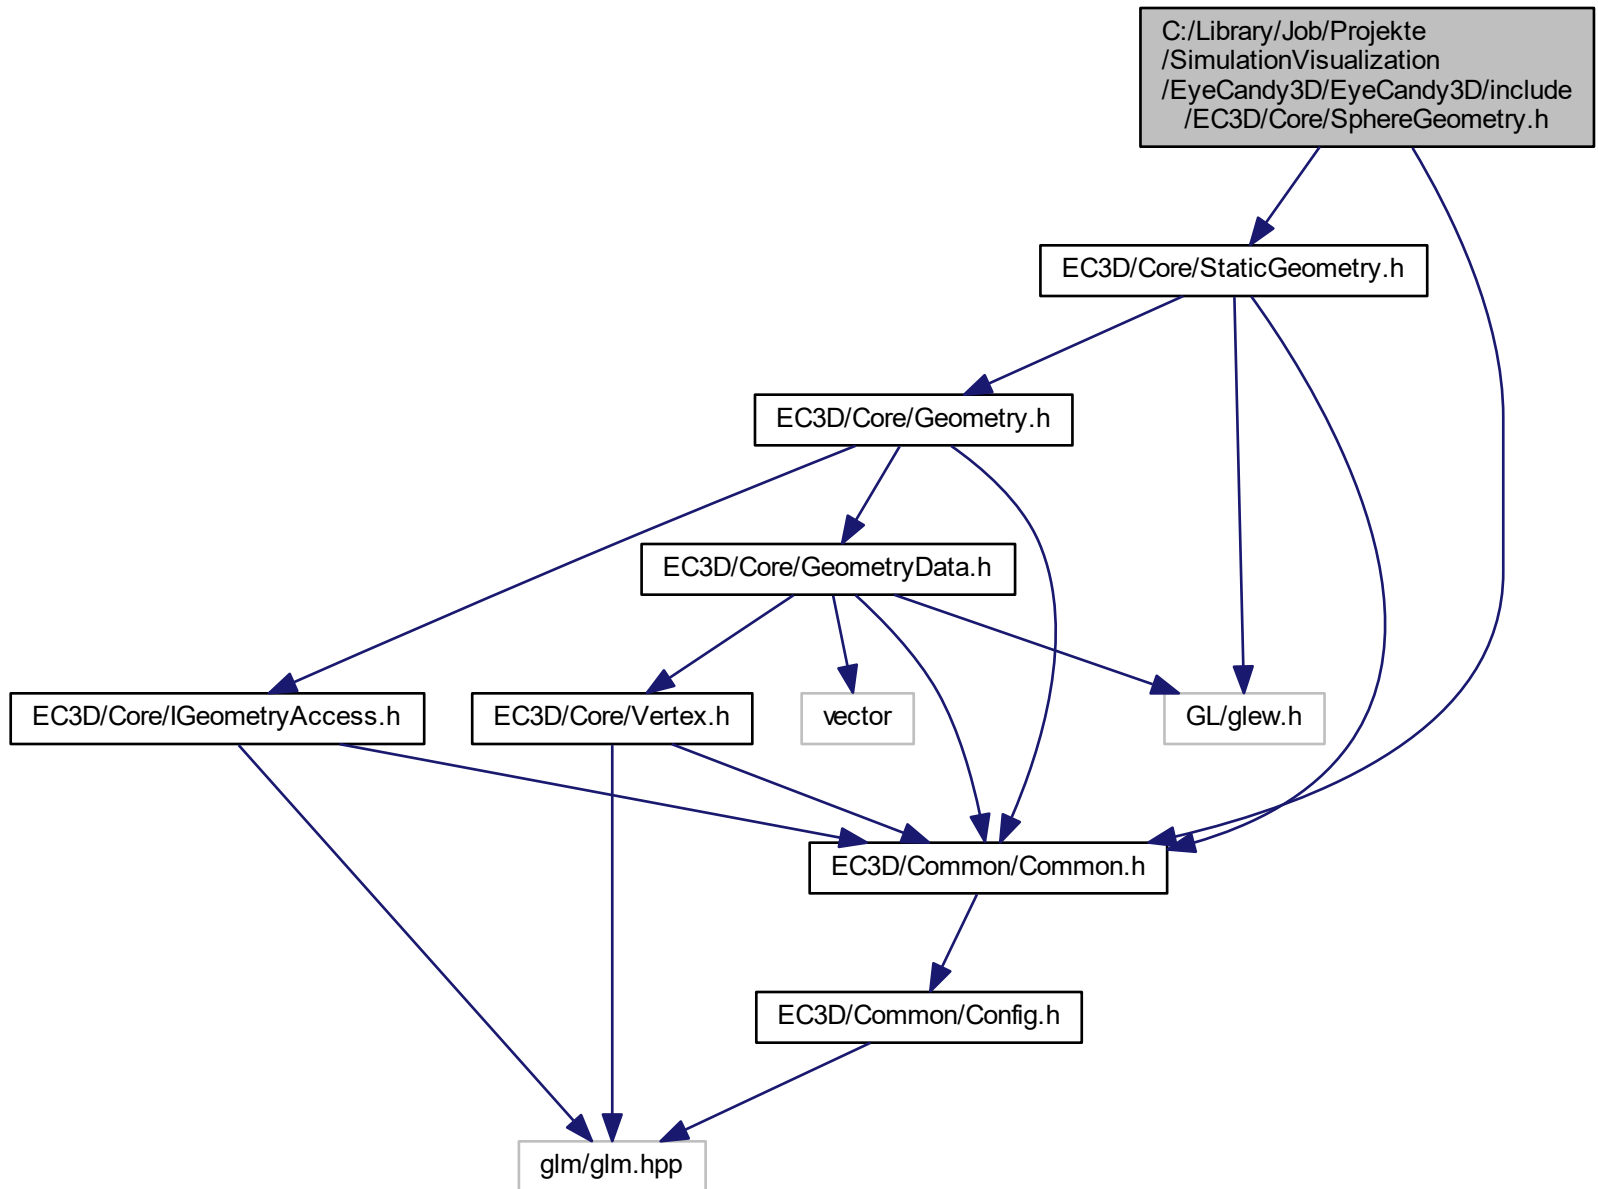 C:/Library/Job/Projekte
/SimulationVisualization
/EyeCandy3D/EyeCandy3D/include
/EC3D/Core/SphereGeometry.h
EC3D/Core/StaticGeometry.h
EC3D/Core/Geometry.h
EC3D/Core/GeometryData.h
EC3D/Core/IGeometryAccess.h
EC3D/Core/Vertex.h
vector
GL/glew.h
EC3D/Common/Common.h
EC3D/Common/Config.h
glm/glm.hpp